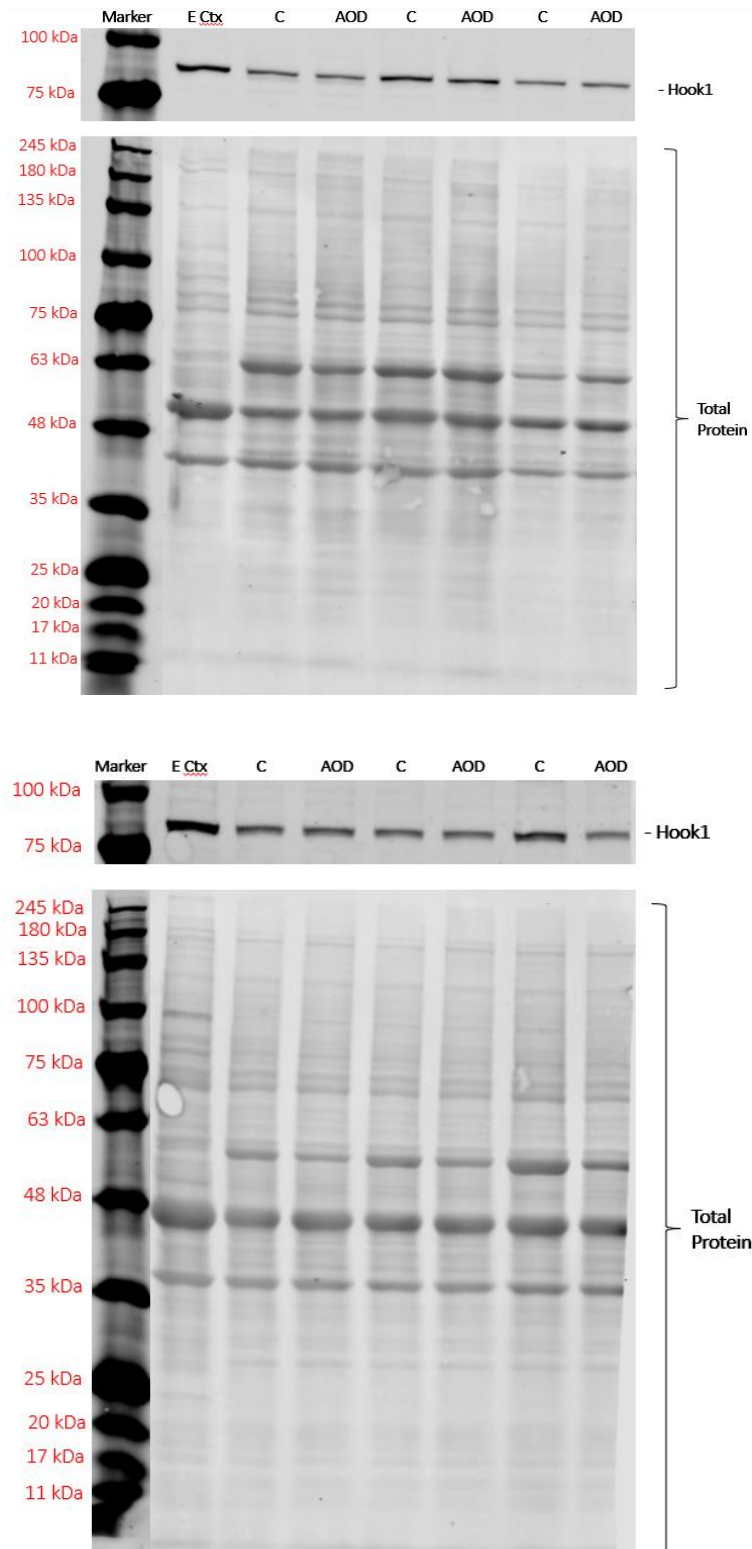 Marker E Ctx C AOD C AOD C AOD
100 kDa
75 kDa
- Hook1
245 kDa
180 kDa
135 kDa
100 kDa
75 kDa
63 kDa
48 kDa
35 kDa
25 kDa
20 kDa
17 kDa
11 kDa
Total
Protein
Marker E Ctx C AOD C AOD C AOD
100 kDa
75 kDa
- Hook1
245 kDa
180 kDa
135 kDa
100 kDa
75 kDa
63 kDa
48 kDa
35 kDa
25 kDa
20 kDa
17 kDa
11 kDa
Total
Protein